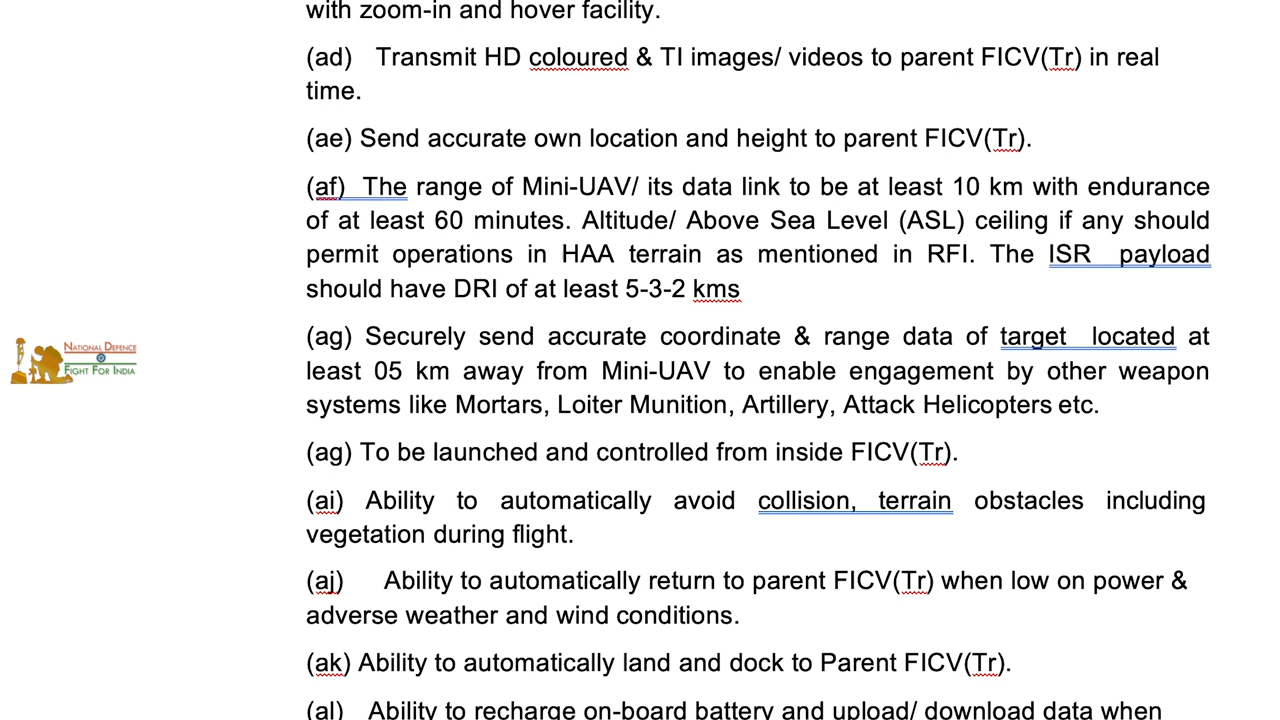 with zoom-in and hover facility.
(ad) Transmit HD coloured & TI images/ videos to parent FICV(Tr) in real
time.
(ae) Send accurate own location and height to parent FICV(Tr).
(af) The range of Mini-UAV/ its data link to be at least 10 km with endurance
of at least 60 minutes. Altitude/ Above Sea Level (ASL) ceiling if any should
permit operations in HAA terrain as mentioned in RFI. The ISR payload
should have DRI of at least 5-3-2 kms
(ag) Securely send accurate coordinate & range data of target located at
least 05 km away from Mini-UAV to enable engagement by other weapon
systems like Mortars, Loiter Munition, Artillery, Attack Helicopters etc.
NATIONAL DEFENCE
FIGHT FOR INDIA
(ag) To be launched and controlled from inside FICV(Tr).
(ai) Ability to automatically avoid collision, terrain obstacles including
vegetation during flight.
(aj) Ability to automatically return to parent FICV(Tr) when low on power &
adverse weather and wind conditions.
(ak) Ability to automatically land and dock to Parent FICV(Tr).
(al) Ability to recharge on-board battery and upload/ download data when